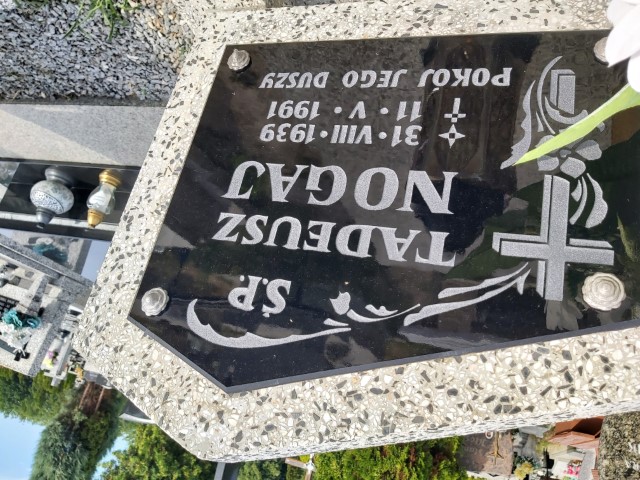 Ś.P.
TADEUSZ
NOGAJ
31·VIII·1939
11·V·1991
POKÓJ JEGO DUSZY